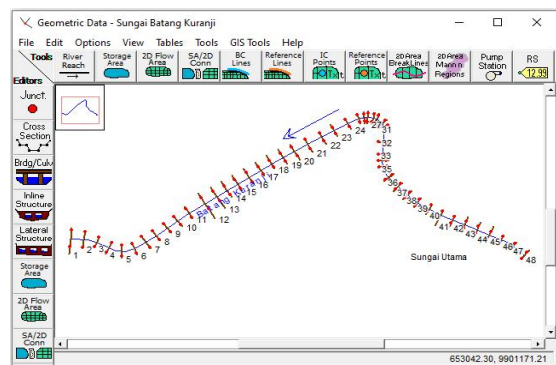 Geometric Data - Sungai Batang Kuranji
File Edit Options View Tables Tools GIS Tools Help
Tools
River Reach
Storage Area
2D Flow Area
SA/2D Conn
BC Lines
Reference Lines
IC Points
Reference Points
2D Area BreakLines
2D Area Mann n Regions
Pump Station
RS
12.99
Editors
Junct.
Cross Section
Brdg/Culv
Inline Structure
Lateral Structure
Storage Area
2D Flow Area
SA/2D Conn
Batang Kuranji
1 2 3 4 5 6 7 8 9 10 11 12 13 14 15 16 17 18 19 20 21 22 23 24 27 31 32 33 35 36 37 38 39 40 41 42 43 44 45 46 47 48
Sungai Utama
653042.30, 9901171.21